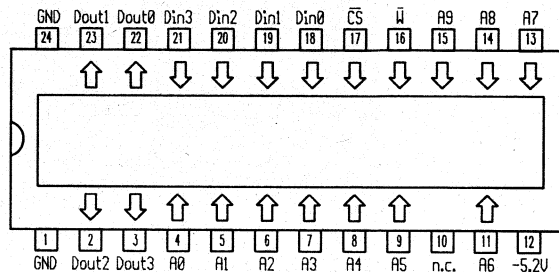 GND Dout1 Dout0 Din3 Din2 Din1 Din0 C̅S̅ W̅ A9 A8 A7
24 23 22 21 20 19 18 17 16 15 14 13
1 2 3 4 5 6 7 8 9 10 11 12
GND Dout2 Dout3 A0 A1 A2 A3 A4 A5 n.c. A6 -5.2V